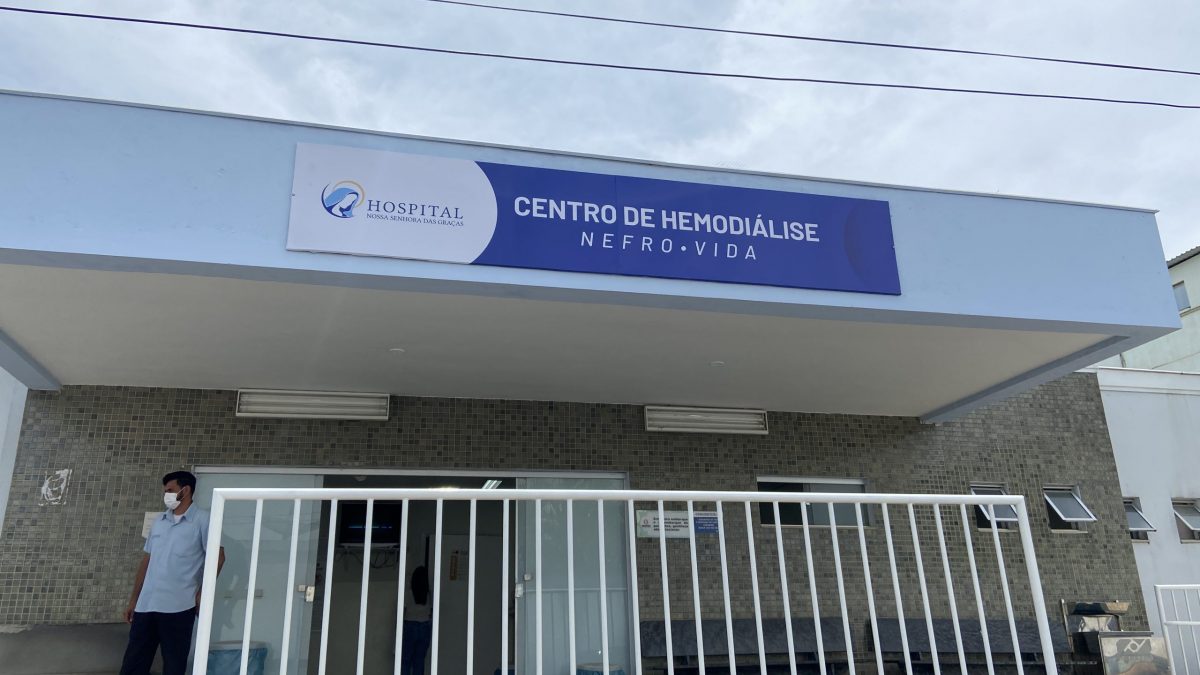 HOSPITAL
NOSSA SENHORA DAS GRAÇAS
CENTRO DE HEMODIÁLISE
NEFRO • VIDA